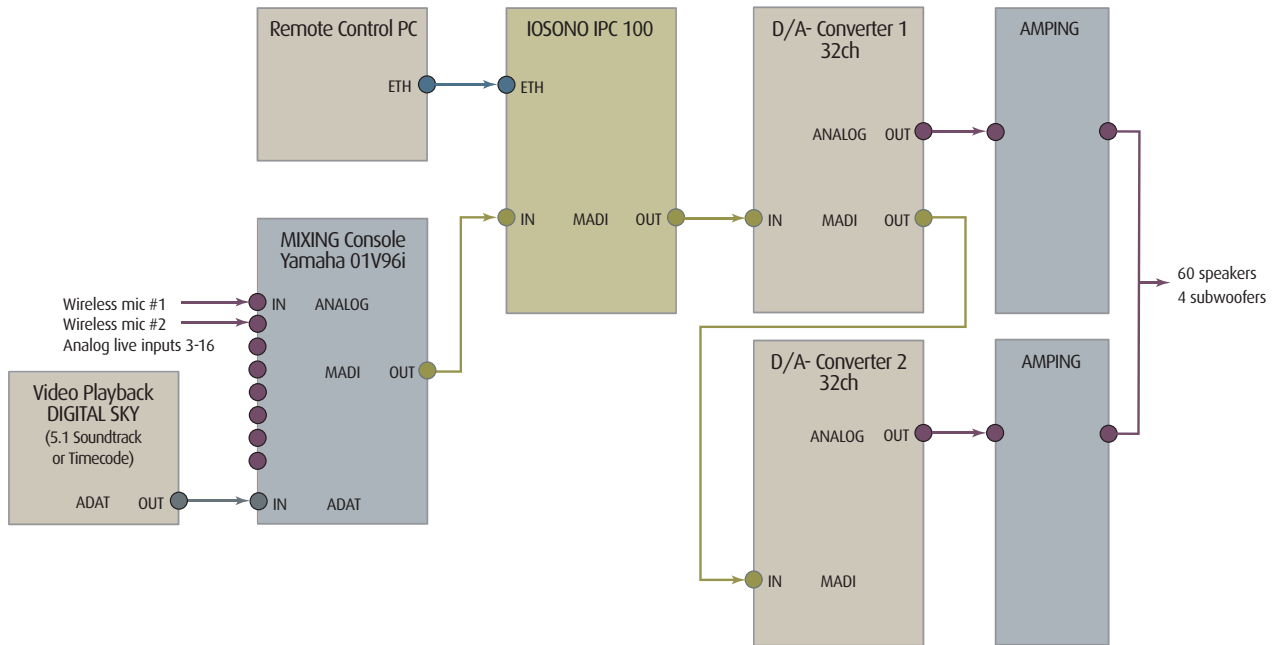 Remote Control PC
ETH
IOSONO IPC 100
ETH
IN MADI OUT
D/A- Converter 1
32ch
ANALOG OUT
IN MADI OUT
AMPING
MIXING Console
Yamaha 01V96i
IN ANALOG
MADI OUT
IN ADAT
Wireless mic #1
Wireless mic #2
Analog live inputs 3-16
Video Playback
DIGITAL SKY
(5.1 Soundtrack
or Timecode)
ADAT OUT
D/A- Converter 2
32ch
ANALOG OUT
IN MADI
AMPING
60 speakers
4 subwoofers